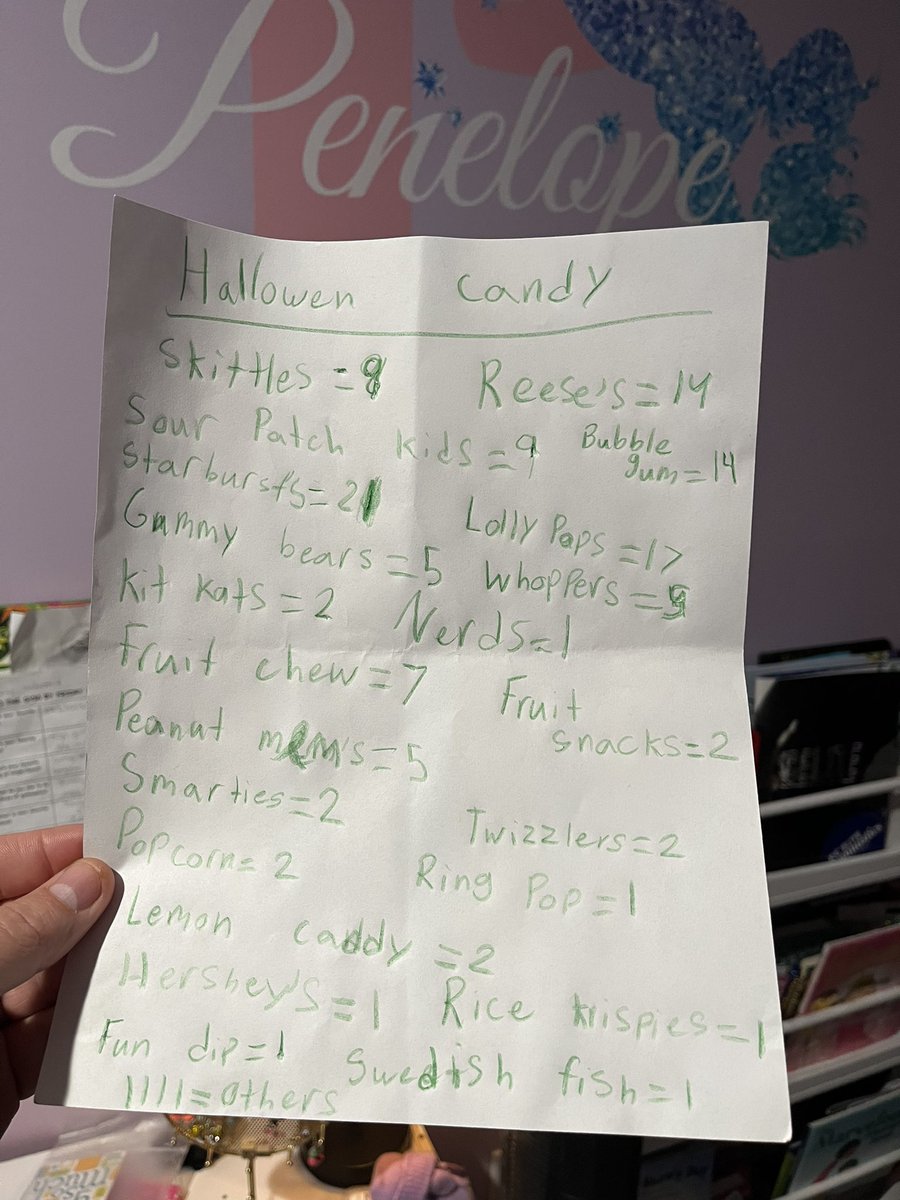 Penelope
Hallowen candy
Skittles = 8
Reese's = 14
Sour Patch kids = 9
Bubble
gum = 14
Starbursts = 21
Lolly Pops = 17
Gummy bears = 5
Whoppers = 5
Kit kats = 2
Nerds = 1
Fruit chew = 7
Fruit
snacks = 2
Peanut m&m's = 5
Smarties = 2
Twizzlers = 2
Popcorn = 2
Ring Pop = 1
Lemon caddy = 2
Hershey's = 1
Rice krispies = 1
Fun dip = 1
Swedish fish = 1
1111 = others